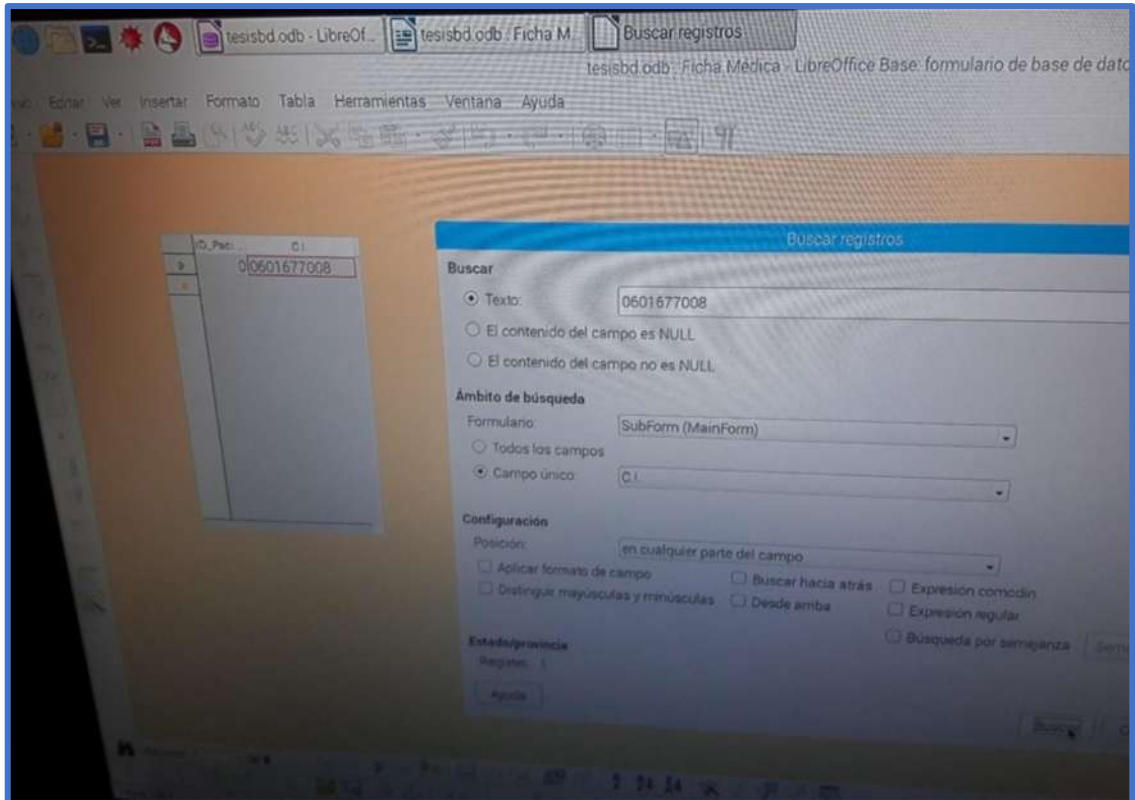 tesisbd.odb - LibreOf... tesisbd.odb : Ficha M... Buscar registros
tesisbd.odb : Ficha Médica - LibreOffice Base: formulario de base de dato
Editar Ver Insertar Formato Tabla Herramientas Ventana Ayuda
Buscar registros
ID_Paci... C.I.
0 0601677008
Buscar
Texto: 0601677008
El contenido del campo es NULL
El contenido del campo no es NULL
Ámbito de búsqueda
Formulario: SubForm (MainForm)
Todos los campos
Campo único: C.I.
Configuración
Posición: en cualquier parte del campo
Aplicar formato de campo Buscar hacia atrás Expresión comodín
Distinguir mayúsculas y minúsculas Desde arriba Expresión regular
Búsqueda por semejanza
Estado/provincia
Registro: 1
Ayuda
Buscar